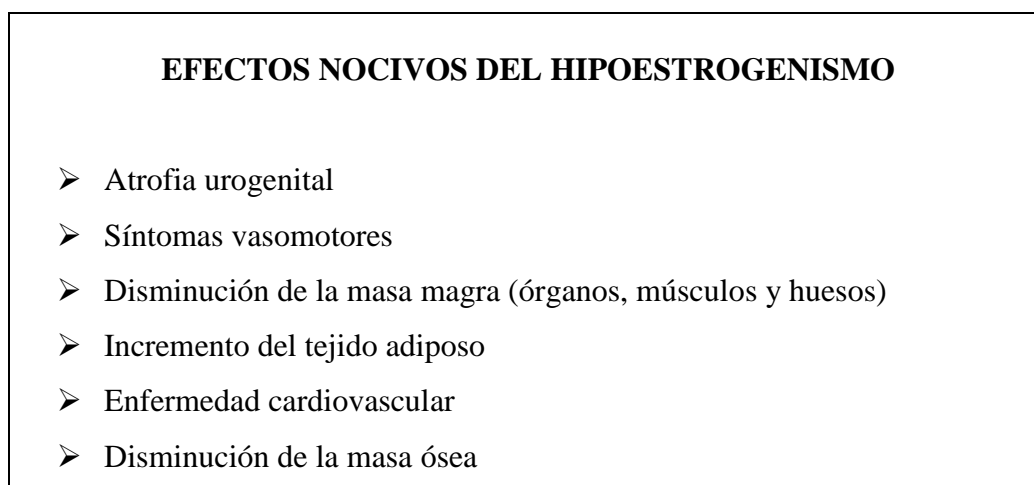 EFECTOS NOCIVOS DEL HIPOESTROGENISMO
➢ Atrofia urogenital
➢ Síntomas vasomotores
➢ Disminución de la masa magra (órganos, músculos y huesos)
➢ Incremento del tejido adiposo
➢ Enfermedad cardiovascular
➢ Disminución de la masa ósea